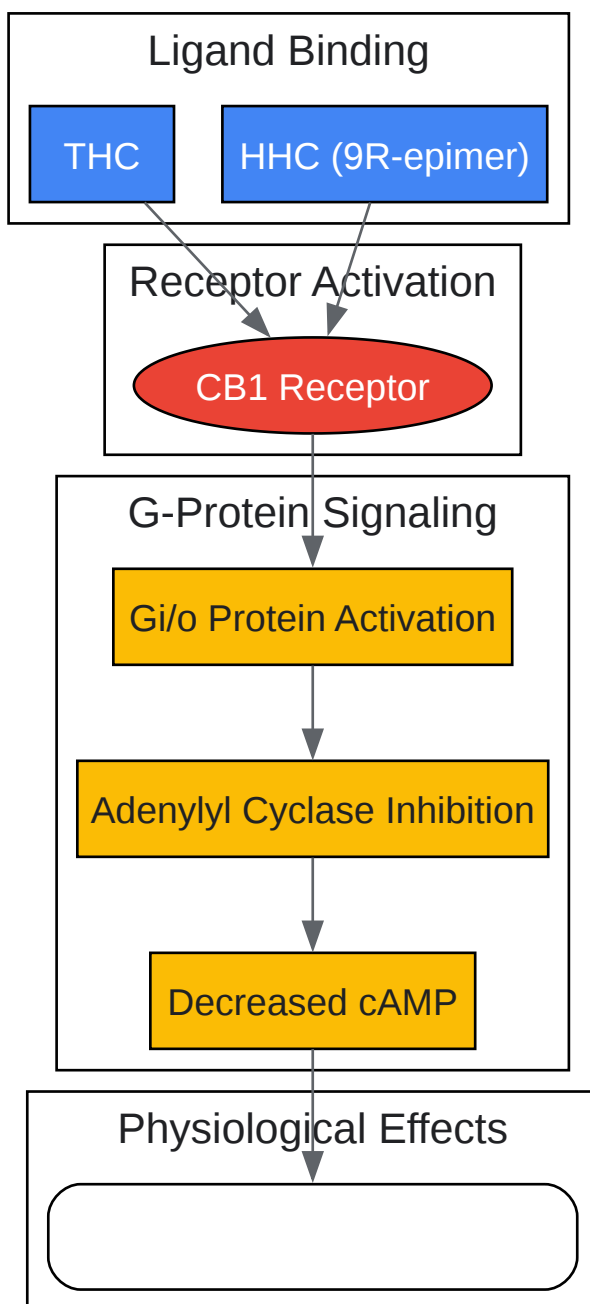 Ligand Binding
THC
HHC (9R-epimer)
Receptor Activation
CB1 Receptor
G-Protein Signaling
Gi/o Protein Activation
Adenylyl Cyclase Inhibition
Decreased cAMP
Physiological Effects